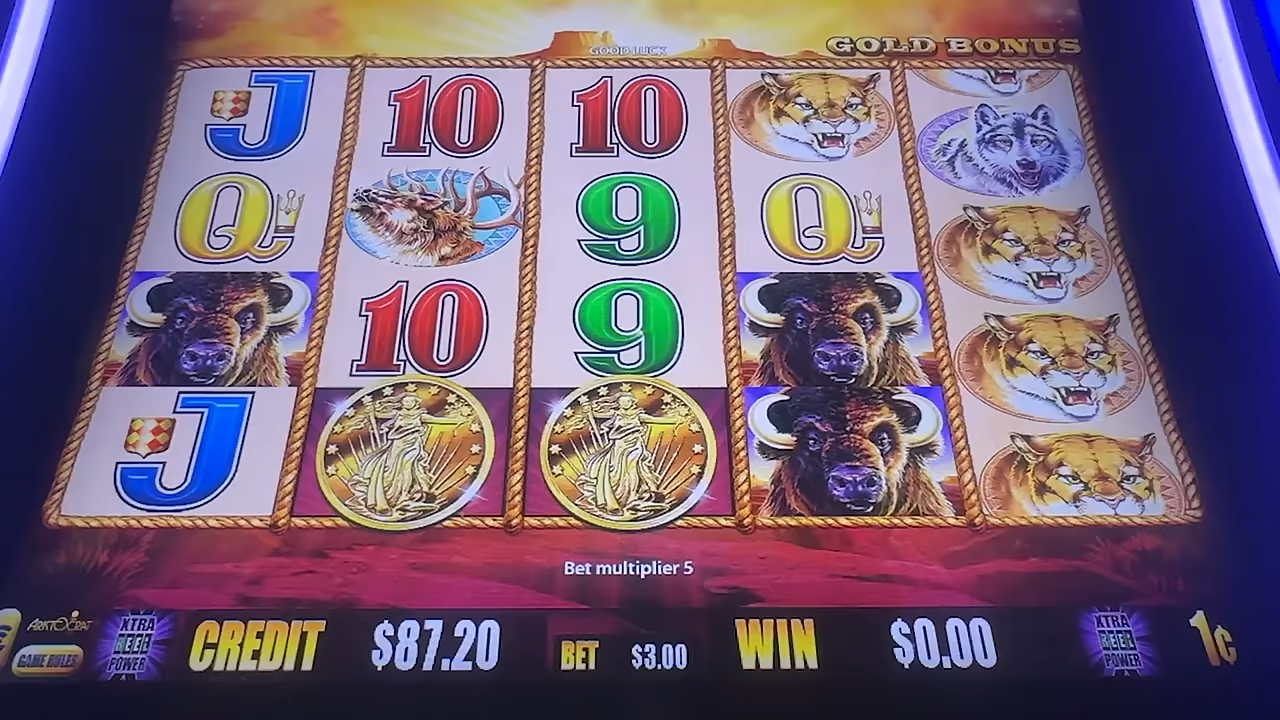 GOOD LUCK
GOLD BONUS
J 10 10
Q 9 Q
10 9
J
Bet multiplier 5
ARISTOCRAT
GAME RULES
XTRA
REEL
POWER
CREDIT $87.20
BET $3.00
WIN $0.00
XTRA
REEL
POWER
1¢